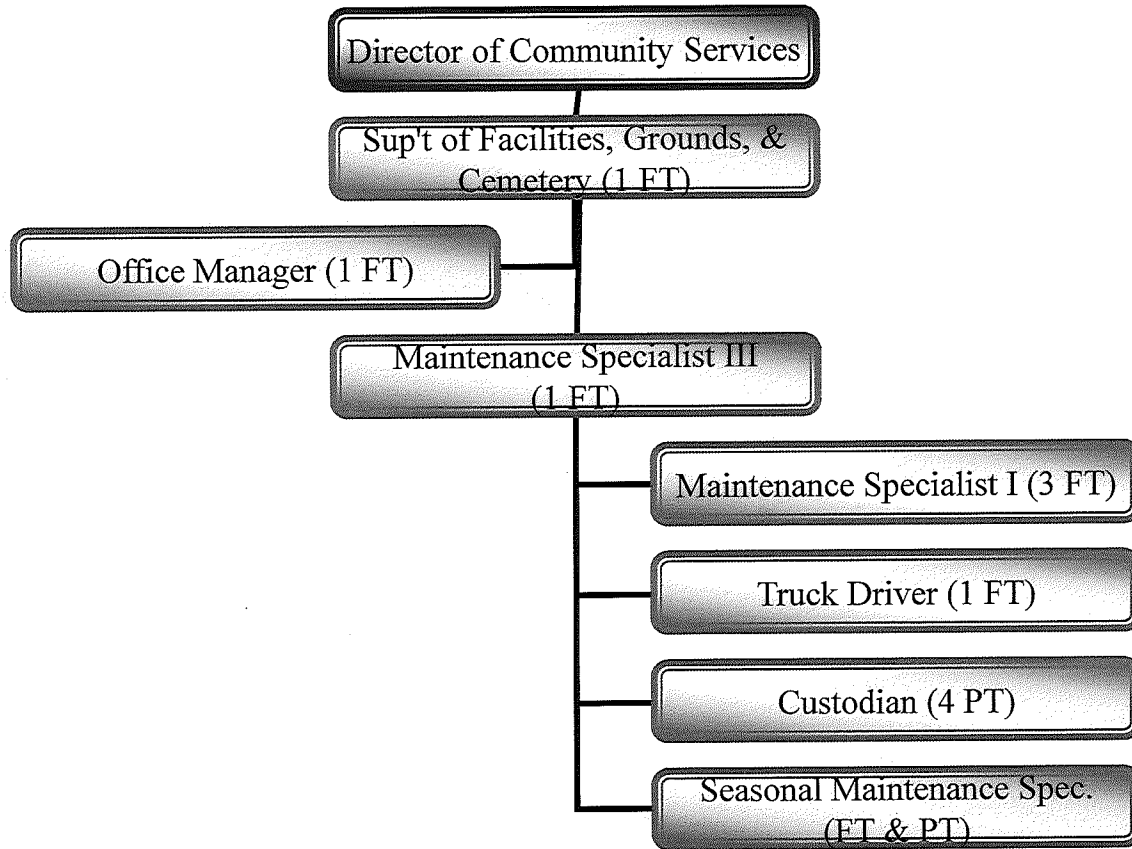 Director of Community Services
Sup't of Facilities, Grounds, &
Cemetery (1 FT)
Office Manager (1 FT)
Maintenance Specialist III
(1 FT)
Maintenance Specialist I (3 FT)
Truck Driver (1 FT)
Custodian (4 PT)
Seasonal Maintenance Spec.
(FT & PT)